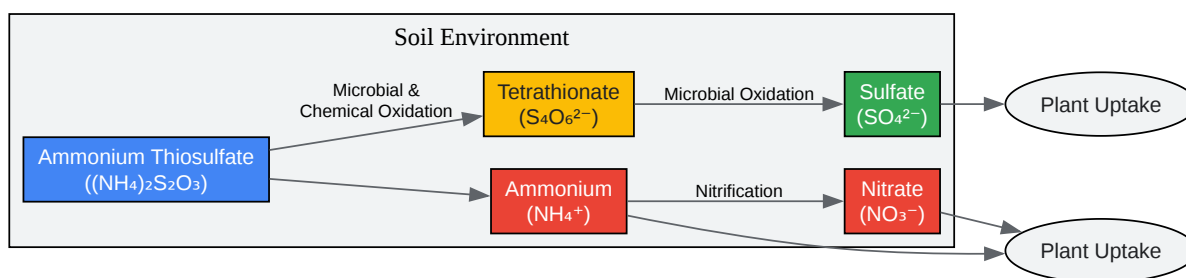 Soil Environment
Microbial &
Chemical Oxidation
Tetrathionate
(S₄O₆²⁻)
Microbial Oxidation
Sulfate
(SO₄²⁻)
Plant Uptake
Ammonium Thiosulfate
((NH₄)₂S₂O₃)
Ammonium
(NH₄⁺)
Nitrification
Nitrate
(NO₃⁻)
Plant Uptake